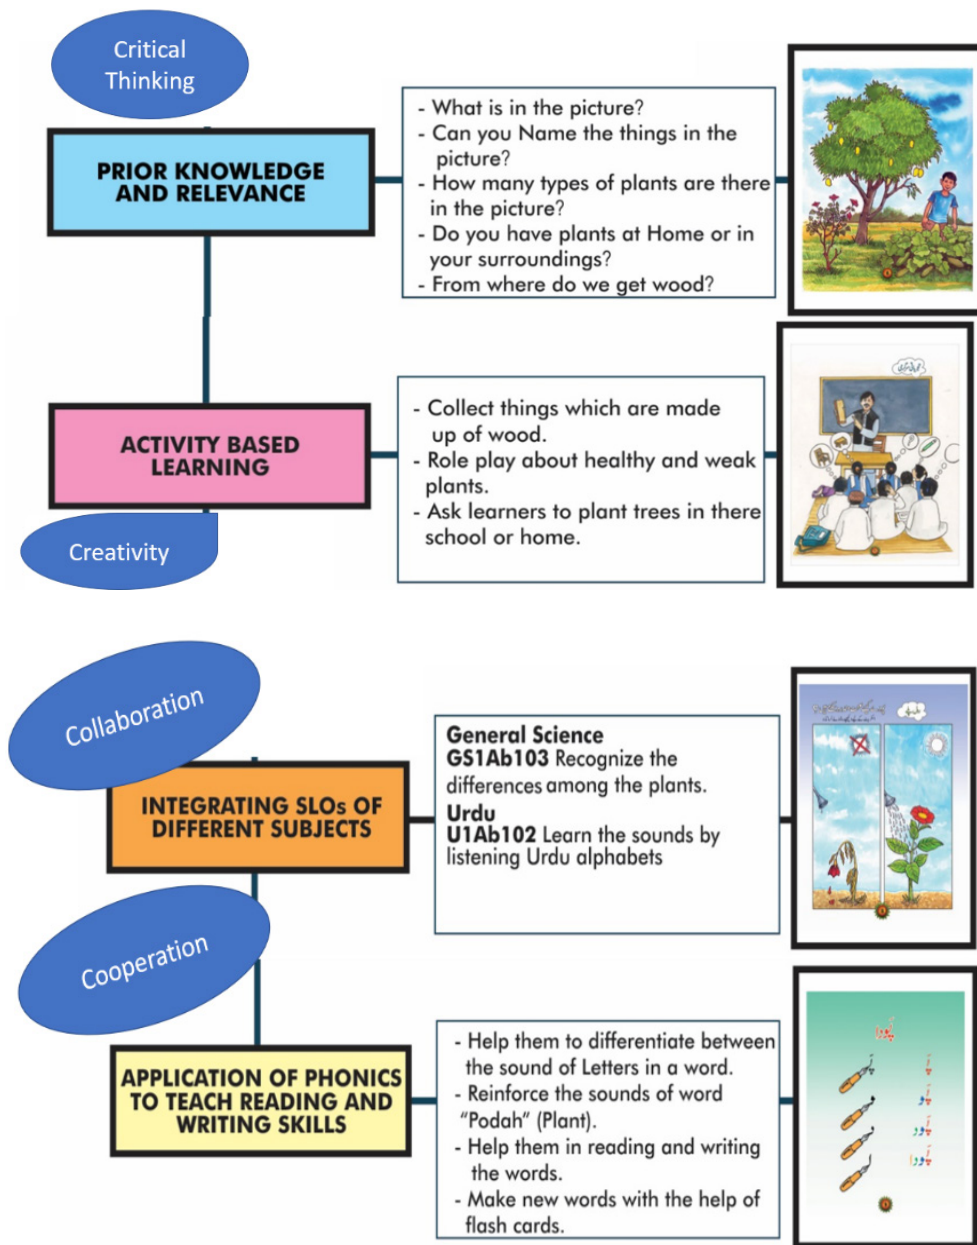 Critical
Thinking
PRIOR KNOWLEDGE
AND RELEVANCE
- What is in the picture?
- Can you Name the things in the
picture?
- How many types of plants are there
in the picture?
- Do you have plants at Home or in
your surroundings?
- From where do we get wood?
ACTIVITY BASED
LEARNING
- Collect things which are made
up of wood.
- Role play about healthy and weak
plants.
- Ask learners to plant trees in there
school or home.
Creativity
Collaboration
INTEGRATING SLOs OF
DIFFERENT SUBJECTS
General Science
GS1Ab103 Recognize the
differences among the plants.
Urdu
U1Ab102 Learn the sounds by
listening Urdu alphabets
Cooperation
APPLICATION OF PHONICS
TO TEACH READING AND
WRITING SKILLS
- Help them to differentiate between
the sound of Letters in a word.
- Reinforce the sounds of word
"Podah" (Plant).
- Help them in reading and writing
the words.
- Make new words with the help of
flash cards.